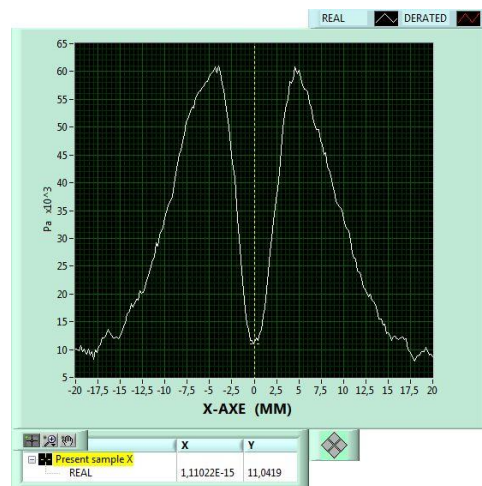 REAL DERATED
65-
60-
55-
50-
45-
40-
35-
30-
25-
20-
15-
10-
5-
Pa x10^3
-20 -17,5 -15 -12,5 -10 -7,5 -5 -2,5 0 2,5 5 7,5 10 12,5 15 17,5 20
X-AXE (MM)
X Y
Present sample X
REAL 1,11022E-15 11,0419